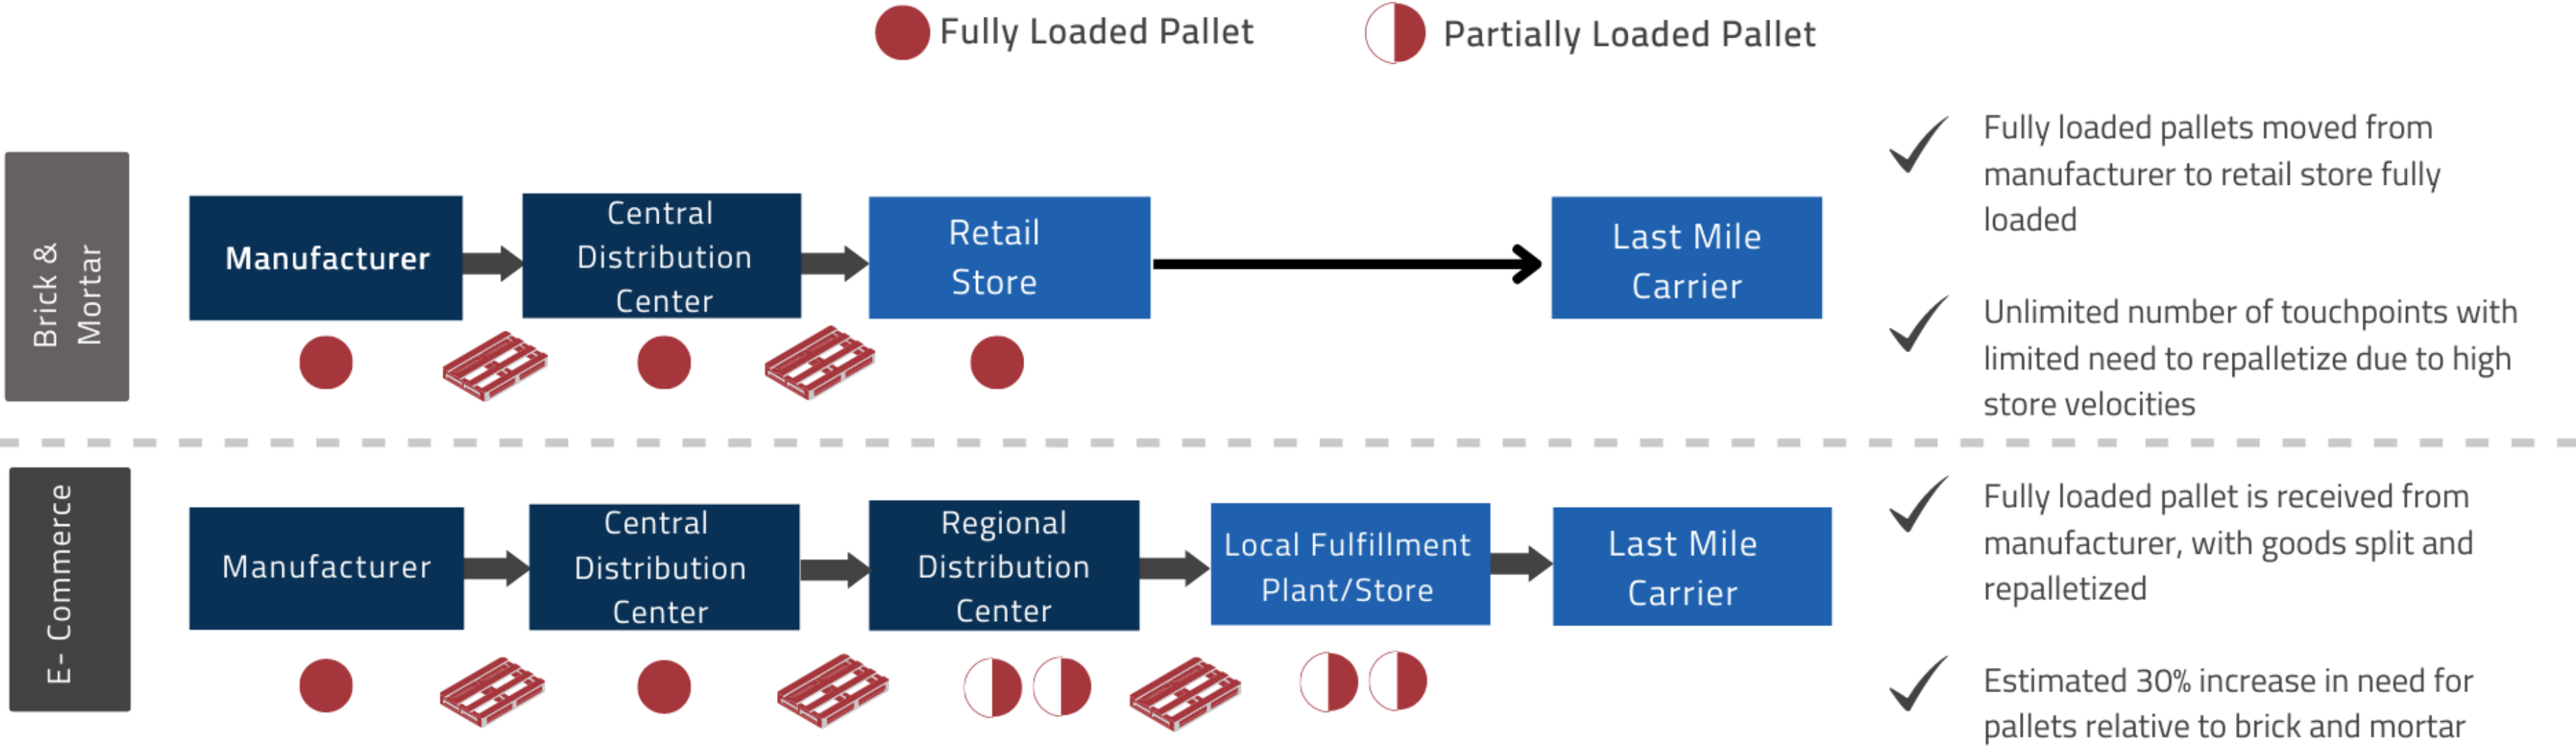 Fully Loaded Pallet
Partially Loaded Pallet
Brick &
Mortar
Manufacturer
Central
Distribution
Center
Retail
Store
Last Mile
Carrier
Fully loaded pallets moved from
manufacturer to retail store fully
loaded
Unlimited number of touchpoints with
limited need to repalletize due to high
store velocities
E- Commerce
Manufacturer
Central
Distribution
Center
Regional
Distribution
Center
Local Fulfillment
Plant/Store
Last Mile
Carrier
Fully loaded pallet is received from
manufacturer, with goods split and
repalletized
Estimated 30% increase in need for
pallets relative to brick and mortar